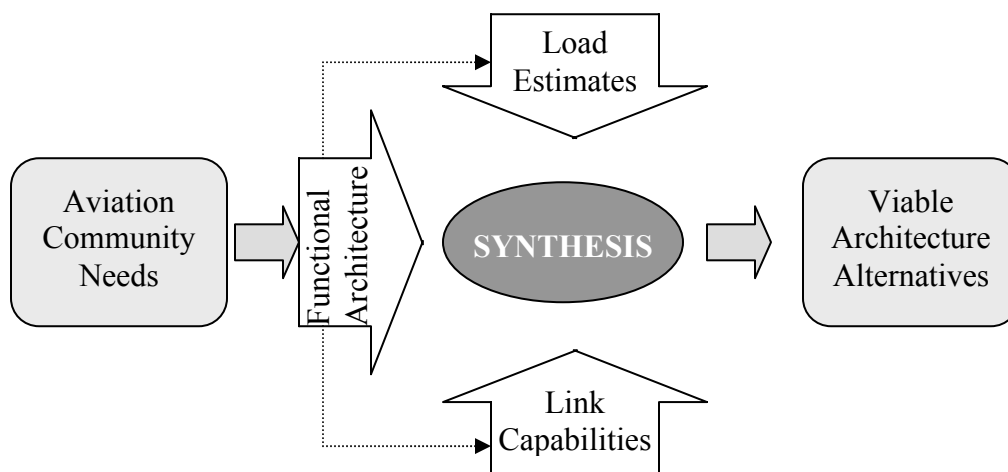 Load
Estimates
Aviation
Community
Needs
Functional
Architecture
SYNTHESIS
Viable
Architecture
Alternatives
Link
Capabilities